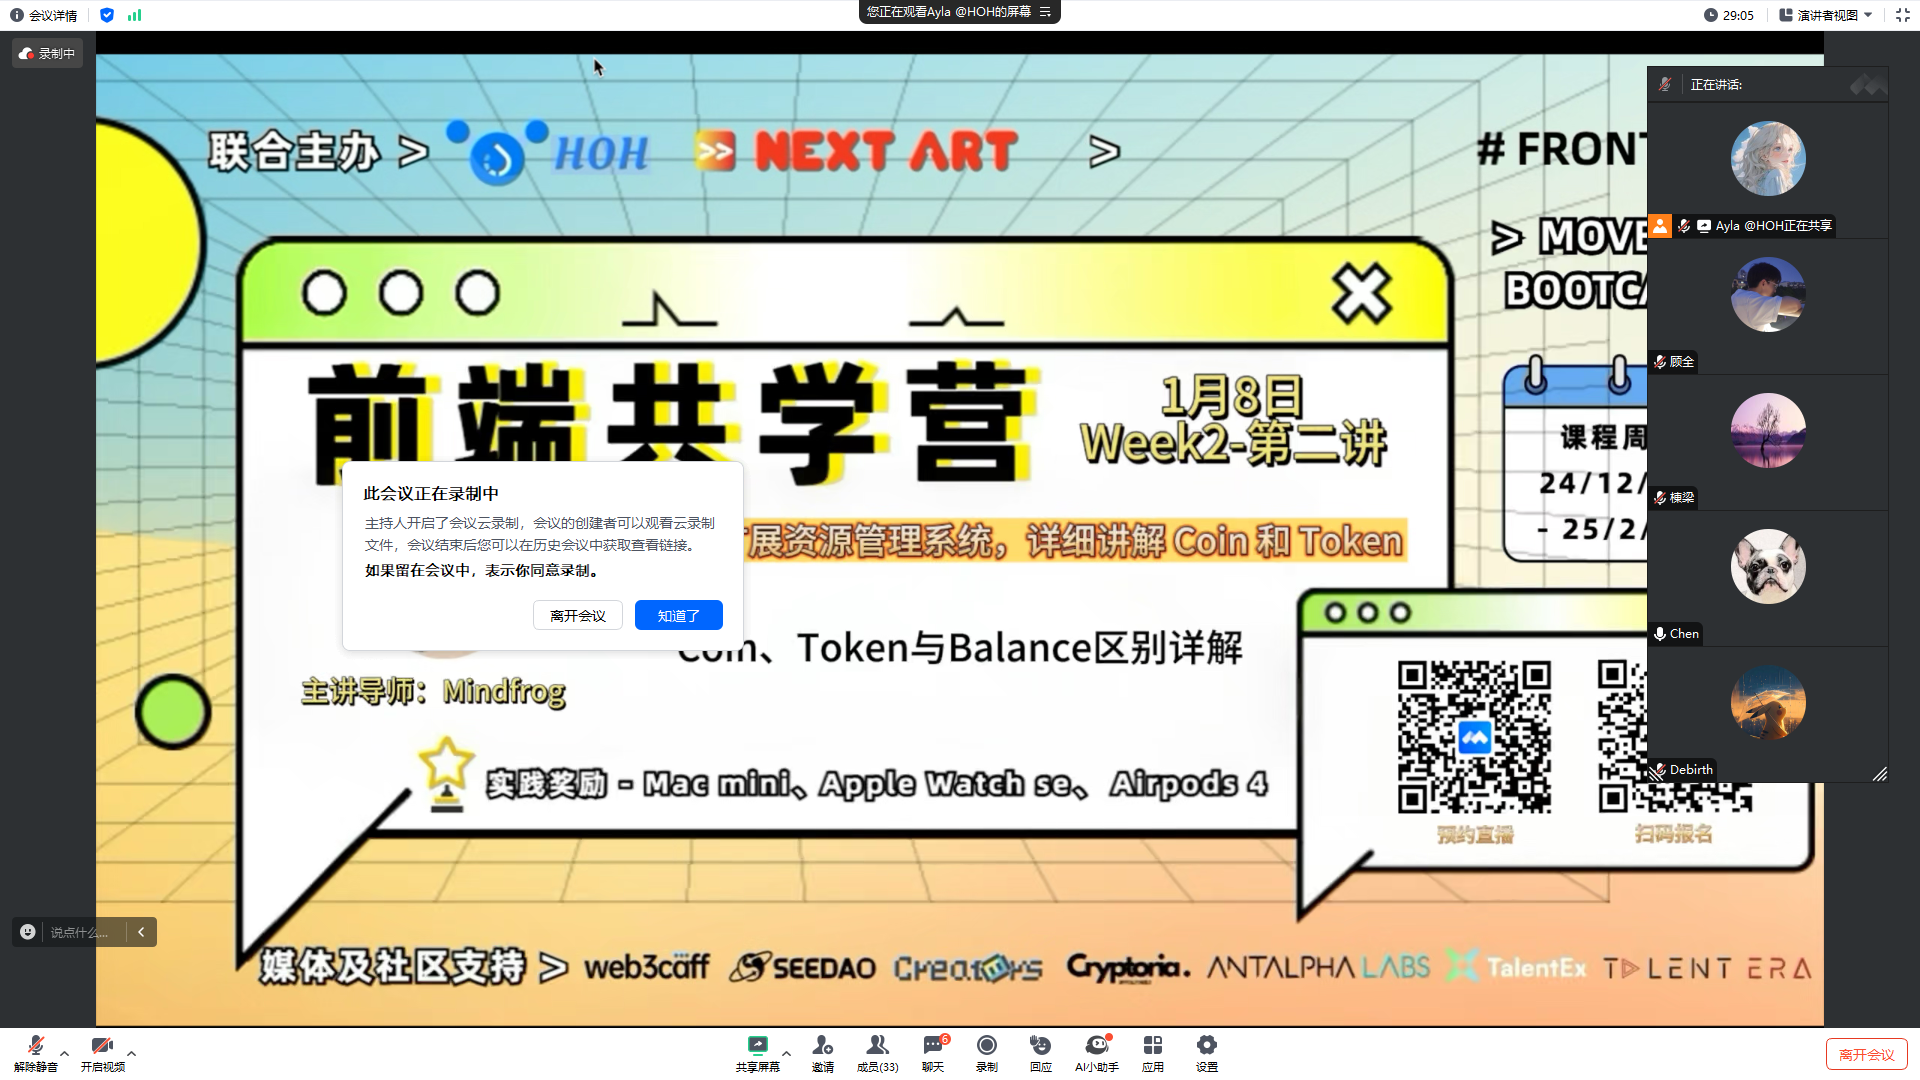 会议详情
您正在观看Ayla @HOH的屏幕
29:05
演讲者视图
录制中
联合主办 >
HOH
>> NEXT ART
>
# FRON
> MOVE
BOOTCA
正在讲话:
Ayla @HOH正在共享
顾全
棟梁
Chen
Debirth
前端共学营
1月8日
Week2-第二讲
课程周
24/12/
- 25/2/
此会议正在录制中
主持人开启了会议云录制，会议的创建者可以观看云录制
文件，会议结束后您可以在历史会议中获取查看链接。
如果留在会议中，表示你同意录制。
离开会议
知道了
展资源管理系统，详细讲解 Coin 和 Token
Coin、Token与Balance区别详解
主讲导师：Mindfrog
实践奖励 - Mac mini、Apple Watch se、 Airpods 4
预约直播
扫码报名
说点什么...
媒体及社区支持 >
web3caff
SEEDAO
Creators
Cryptoria.
ANTALPHA LABS
TalentEx
TALENT ERA
解除静音
开启视频
共享屏幕
邀请
成员(33)
聊天
6
录制
回应
AI小助手
应用
设置
离开会议